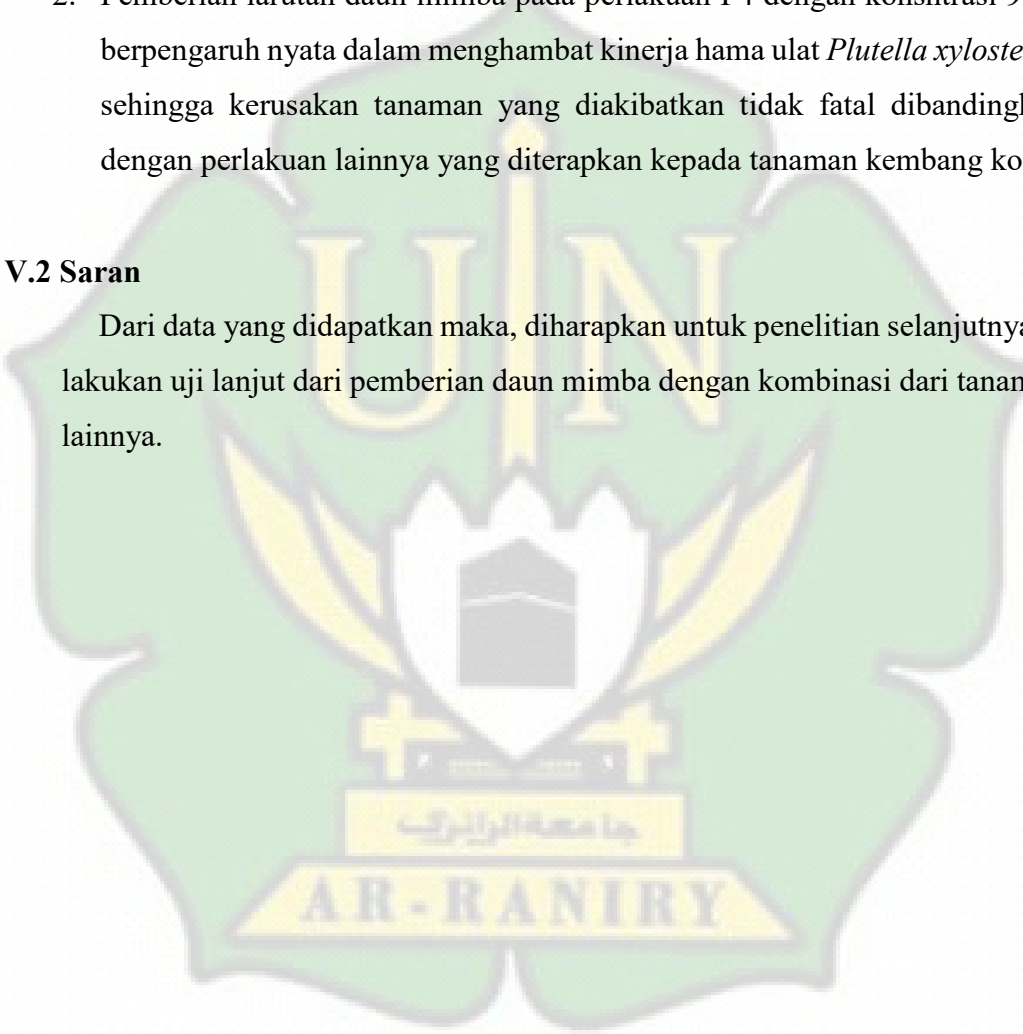 2. Pemberian larutan daun mimba pada perlakuan P4 dengan
berpengaruh nyata dalam menghambat kinerja hama ulat Plutella xyloste
sehingga kerusakan tanaman yang diakibatkan tidak fatal dibandingk
dengan perlakuan lainnya yang diterapkan kepada tanaman kembang ko
V.2 Saran
Dari data yang didapatkan maka, diharapkan untuk penelitian selanjutnya
lakukan uji lanjut dari pemberian daun mimba dengan kombinasi dari tanam
lainnya.
UIN
جامعة الرانري
AR-RANIRY